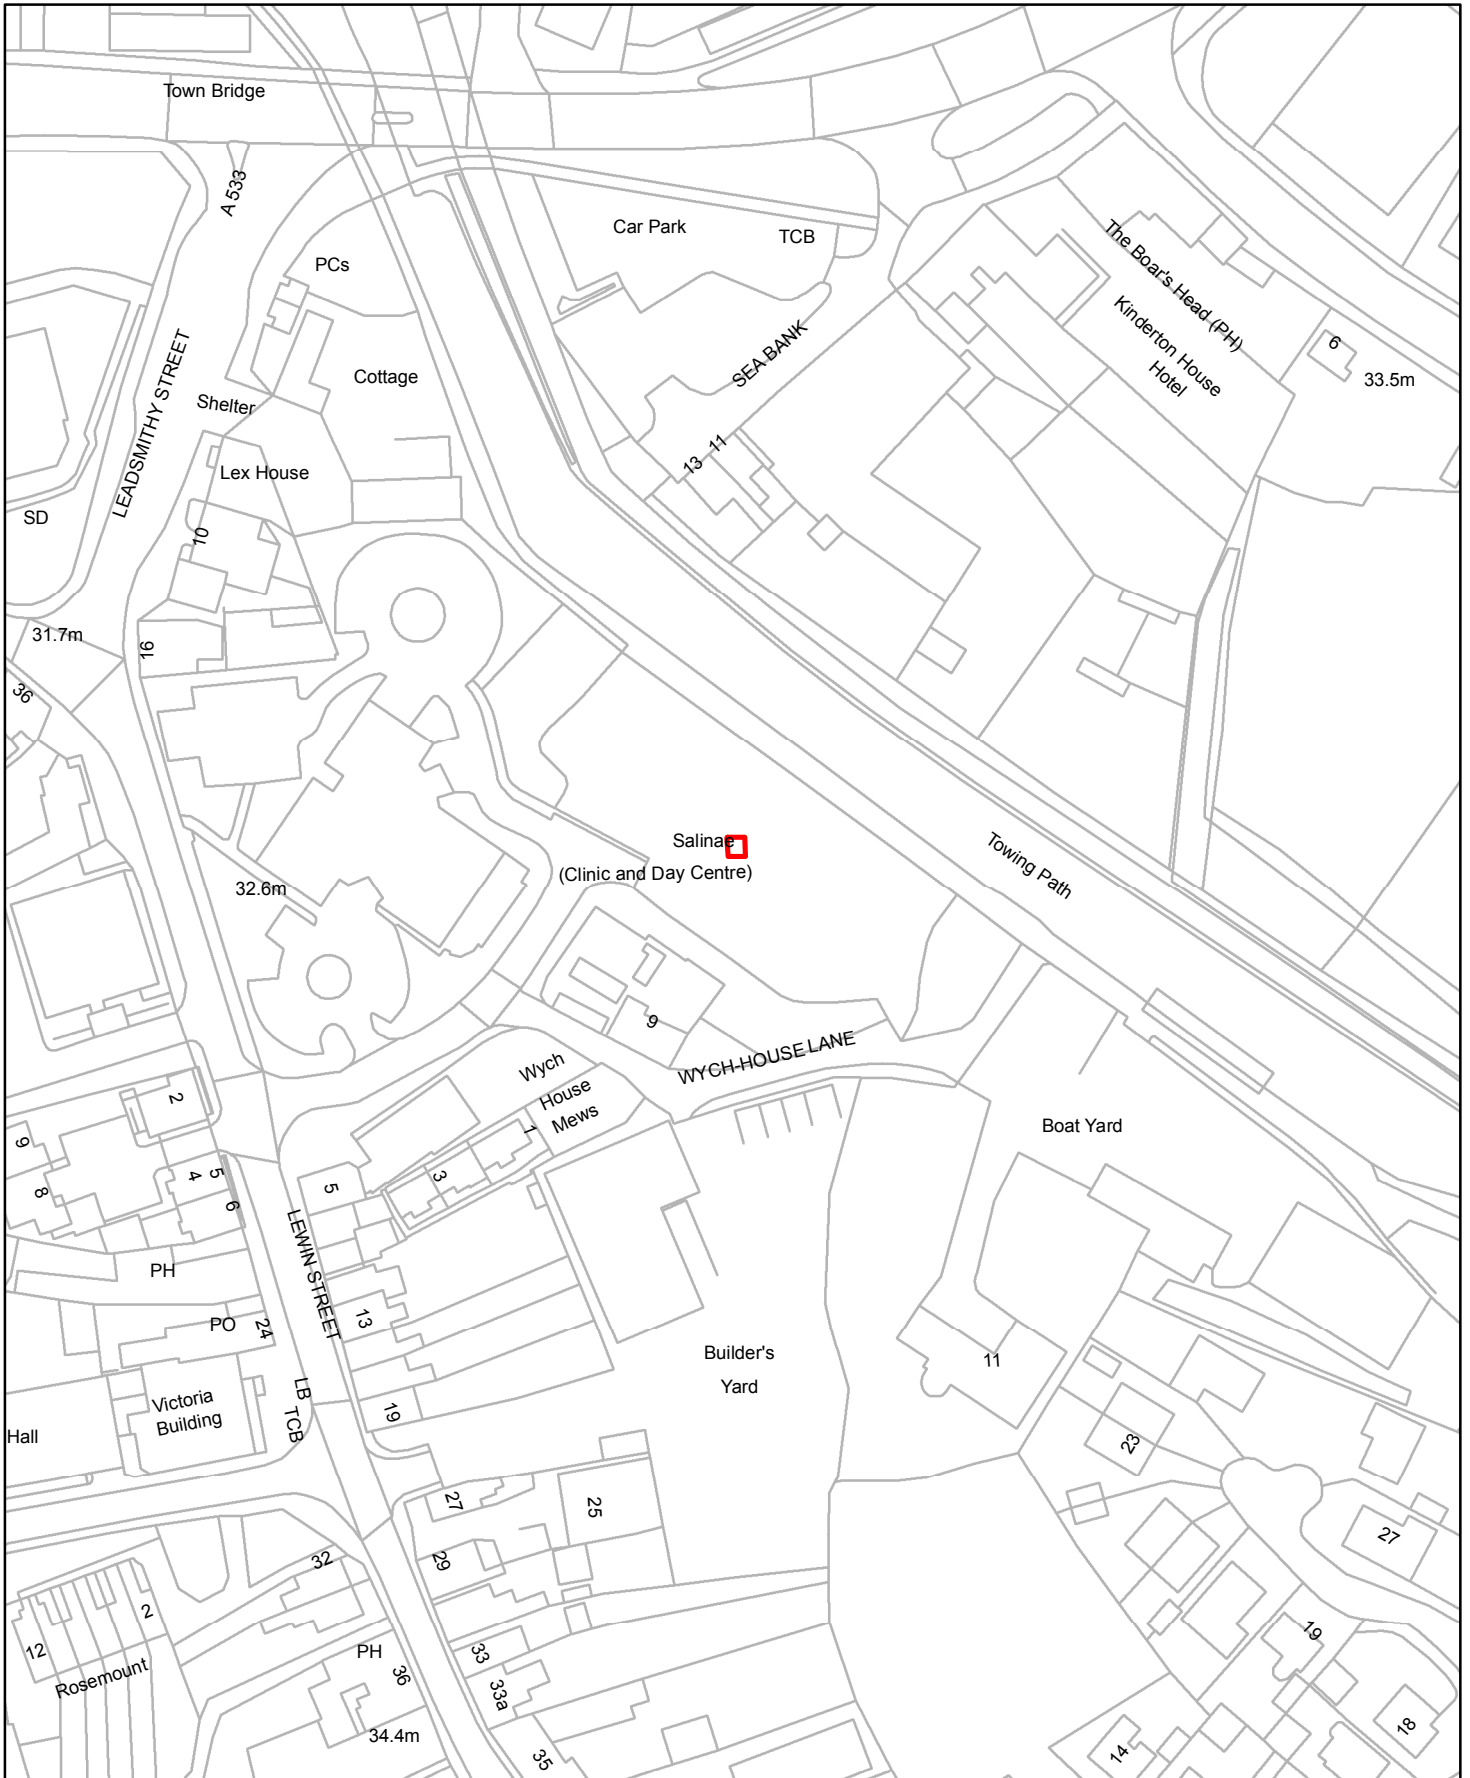 Town Bridge
A 533
Car Park
TCB
PCs
The Boar's Head (PH)
Kinderton House
Hotel
6
33.5m
SEA BANK
LEADSMITHY STREET
Cottage
Shelter
Lex House
13
11
SD
10
31.7m
16
36
Salinae
(Clinic and Day Centre)
Towing Path
32.6m
9
WYCH-HOUSE LANE
Wych
House
Mews
1
2
Boat Yard
9
8
4
5
6
5
3
LEWIN STREET
PH
PO
24
13
Builder's
Yard
11
LB
TCB
Victoria
Building
19
Hall
23
27
25
27
29
32
2
12
Rosemount
PH
36
33
33a
19
18
34.4m
35
14